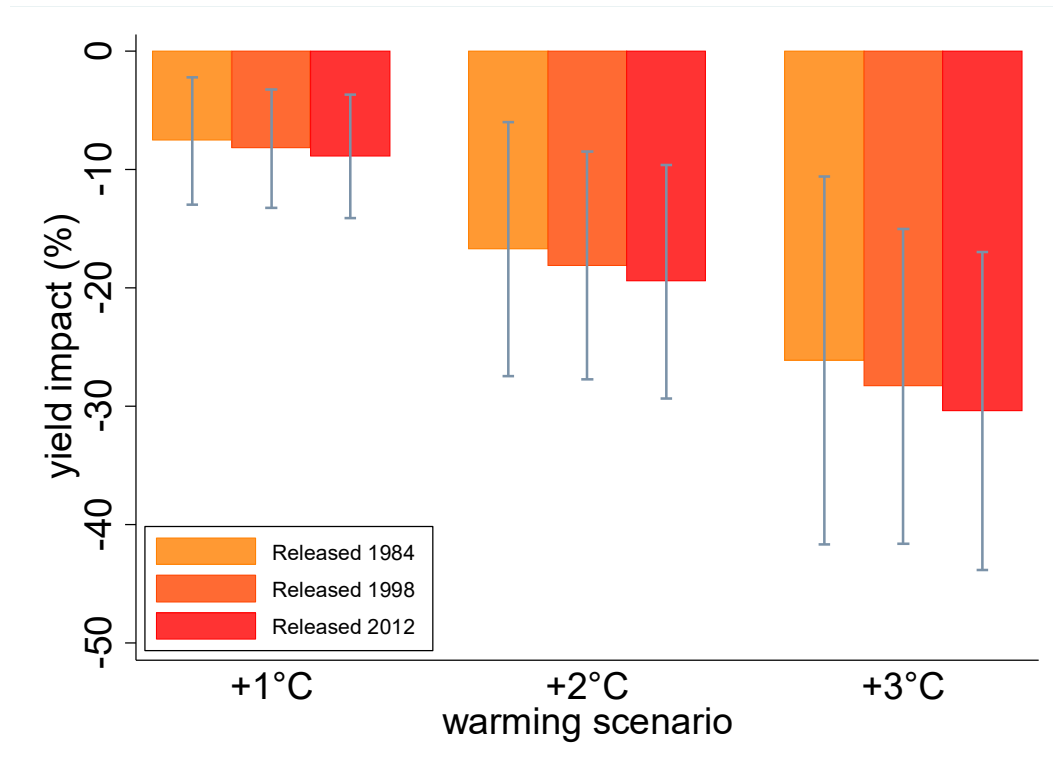 0
-10
-20
-30
-40
-50
yield impact (%)
Released 1984
Released 1998
Released 2012
+1°C
+2°C
+3°C
warming scenario